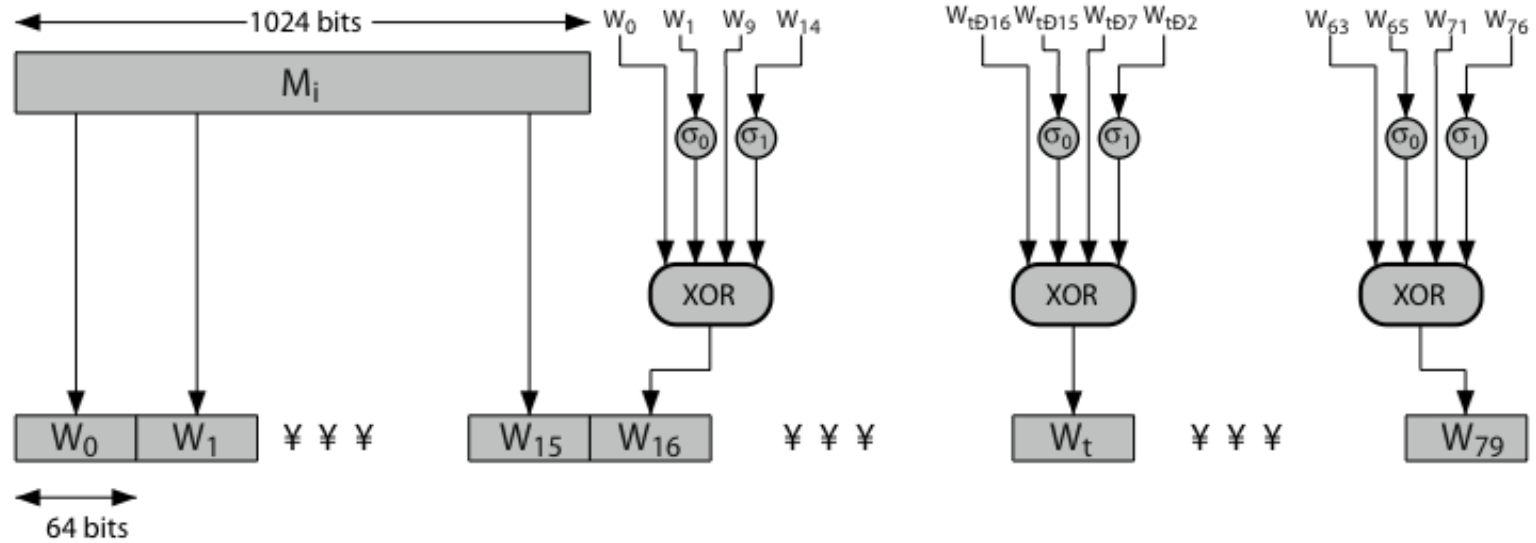 1024 bits
W₀ W₁ W₉ W₁₄
WₜÐ₁₆ WₜÐ₁₅ WₜÐ₇ WₜÐ₂
W₆₃ W₆₅ W₇₁ W₇₆
Mᵢ
σ₀ σ₁ σ₀ σ₁ σ₀ σ₁
XOR XOR XOR
W₀ W₁ ¥ ¥ ¥ W₁₅ W₁₆ ¥ ¥ ¥ Wₜ ¥ ¥ ¥ W₇₉
64 bits